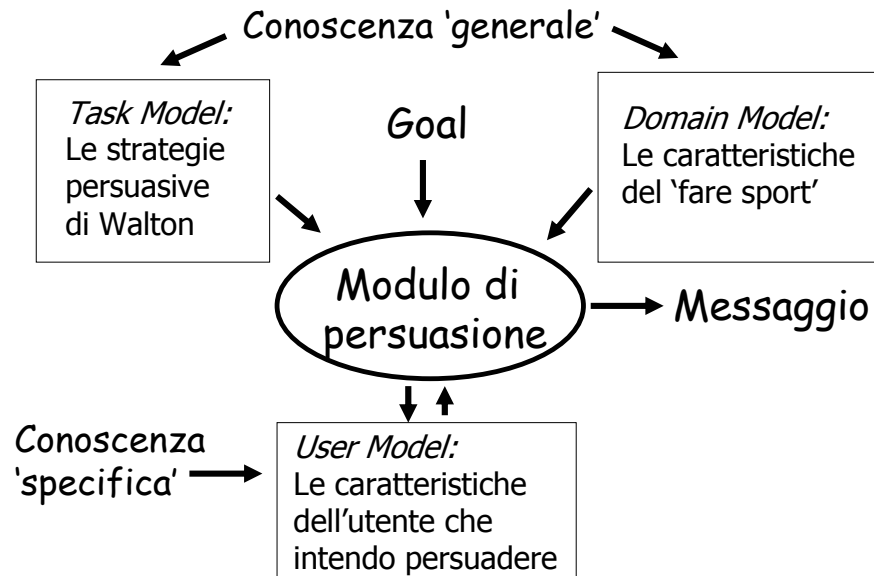 Conoscenza ‘generale’
Task Model:
Le strategie
persuasive
di Walton
Goal
Domain Model:
Le caratteristiche
del ‘fare sport’
Modulo di
persuasione
Messaggio
Conoscenza
‘specifica’
User Model:
Le caratteristiche
dell’utente che
intendo persuadere